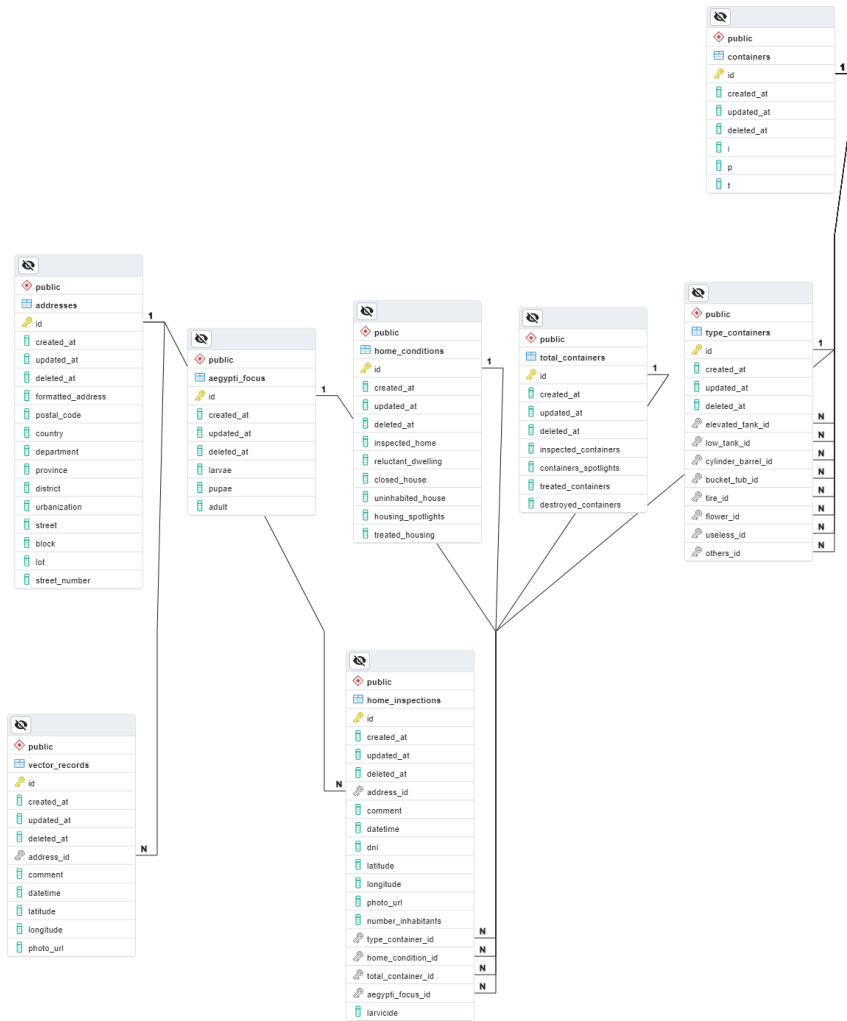 public
containers
id
1
created_at
updated_at
deleted_at
i
p
t
public
addresses
id
1
created_at
updated_at
deleted_at
formatted_address
postal_code
country
department
province
district
urbanization
street
block
lot
street_number
public
aegypti_focus
id
1
created_at
updated_at
deleted_at
larvae
pupae
adult
public
home_conditions
id
1
created_at
updated_at
deleted_at
inspected_home
reluctant_dwelling
closed_house
uninhabited_house
housing_spotlights
treated_housing
public
total_containers
id
1
created_at
updated_at
deleted_at
inspected_containers
containers_spotlights
treated_containers
destroyed_containers
public
type_containers
id
1
created_at
updated_at
deleted_at
elevated_tank_id
N
low_tank_id
N
cylinder_barrel_id
N
bucket_tub_id
N
tire_id
N
flower_id
N
useless_id
N
others_id
N
public
vector_records
id
created_at
updated_at
deleted_at
address_id
N
comment
datetime
latitude
longitude
photo_url
public
home_inspections
id
created_at
updated_at
deleted_at
N
address_id
comment
datetime
dni
latitude
longitude
photo_url
number_inhabitants
type_container_id
N
home_condition_id
N
total_container_id
N
aegypti_focus_id
N
larvicide